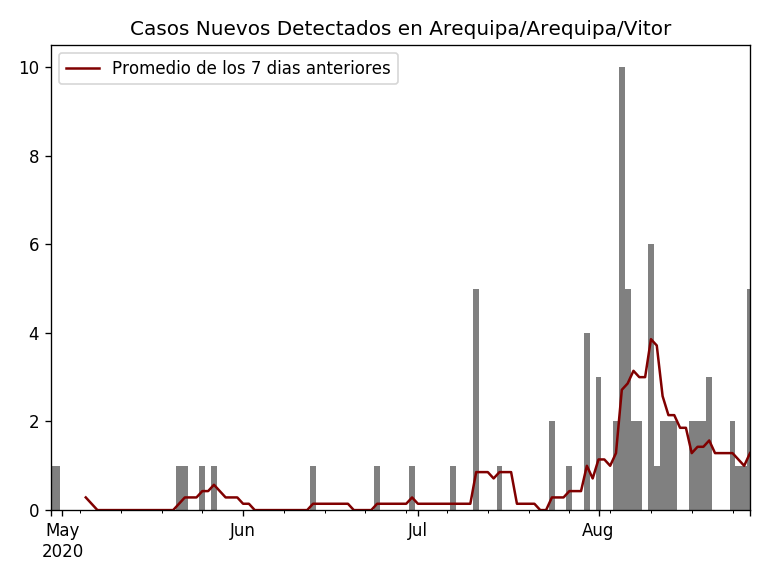 Casos Nuevos Detectados en Arequipa/Arequipa/Vitor
Promedio de los 7 dias anteriores
10
8
6
4
2
0
May Jun Jul Aug
2020